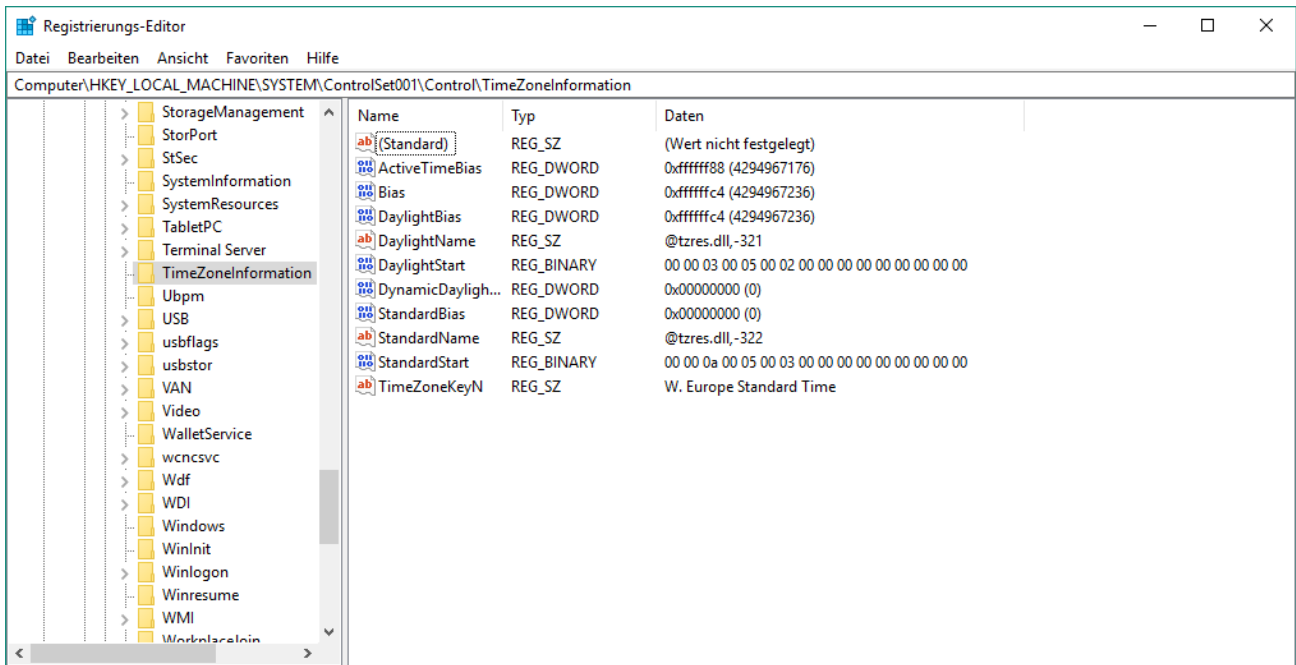 Registrierungs-Editor
Datei Bearbeiten Ansicht Favoriten Hilfe
Computer\HKEY_LOCAL_MACHINE\SYSTEM\ControlSet001\Control\TimeZoneInformation
StorageManagement
StorPort
StSec
SystemInformation
SystemResources
TabletPC
Terminal Server
TimeZoneInformation
Ubpm
USB
usbflags
usbstor
VAN
Video
WalletService
wcncsvc
Wdf
WDI
Windows
WinInit
Winlogon
Winresume
WMI
WorkplaceJoin
Name Typ Daten
(Standard) REG_SZ (Wert nicht festgelegt)
ActiveTimeBias REG_DWORD 0xffffff88 (4294967176)
Bias REG_DWORD 0xffffffc4 (4294967236)
DaylightBias REG_DWORD 0xffffffc4 (4294967236)
DaylightName REG_SZ @tzres.dll,-321
DaylightStart REG_BINARY 00 00 03 00 05 00 02 00 00 00 00 00 00 00 00 00
DynamicDayligh... REG_DWORD 0x00000000 (0)
StandardBias REG_DWORD 0x00000000 (0)
StandardName REG_SZ @tzres.dll,-322
StandardStart REG_BINARY 00 00 0a 00 05 00 03 00 00 00 00 00 00 00 00 00
TimeZoneKeyN REG_SZ W. Europe Standard Time